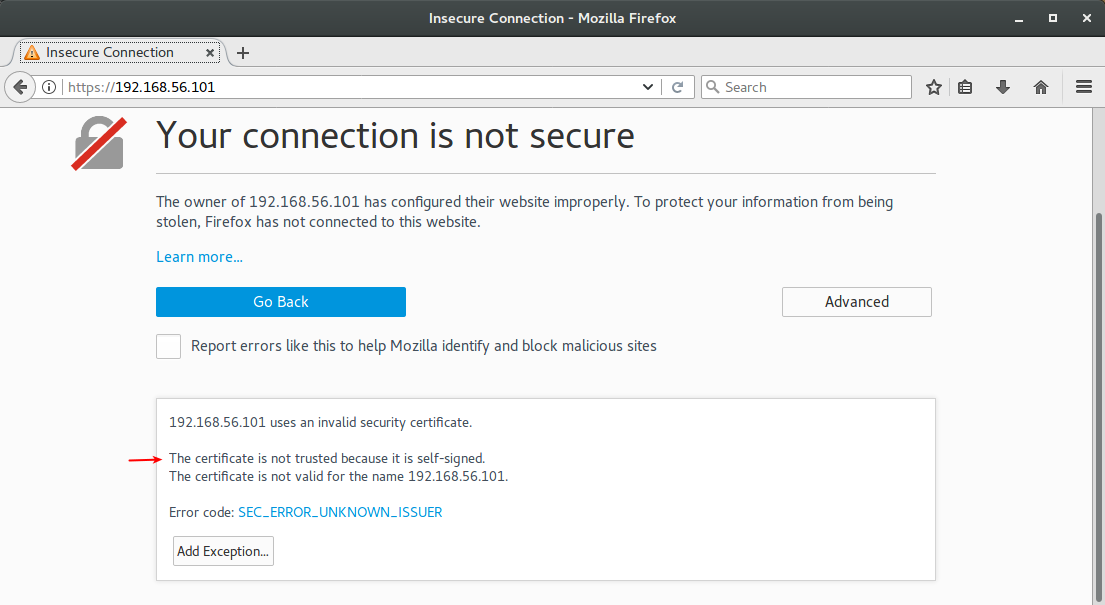 Insecure Connection - Mozilla Firefox
Insecure Connection
https://192.168.56.101
Search
Your connection is not secure
The owner of 192.168.56.101 has configured their website improperly. To protect your information from being
stolen, Firefox has not connected to this website.
Learn more...
Go Back
Advanced
Report errors like this to help Mozilla identify and block malicious sites
192.168.56.101 uses an invalid security certificate.
The certificate is not trusted because it is self-signed.
The certificate is not valid for the name 192.168.56.101.
Error code: SEC_ERROR_UNKNOWN_ISSUER
Add Exception...